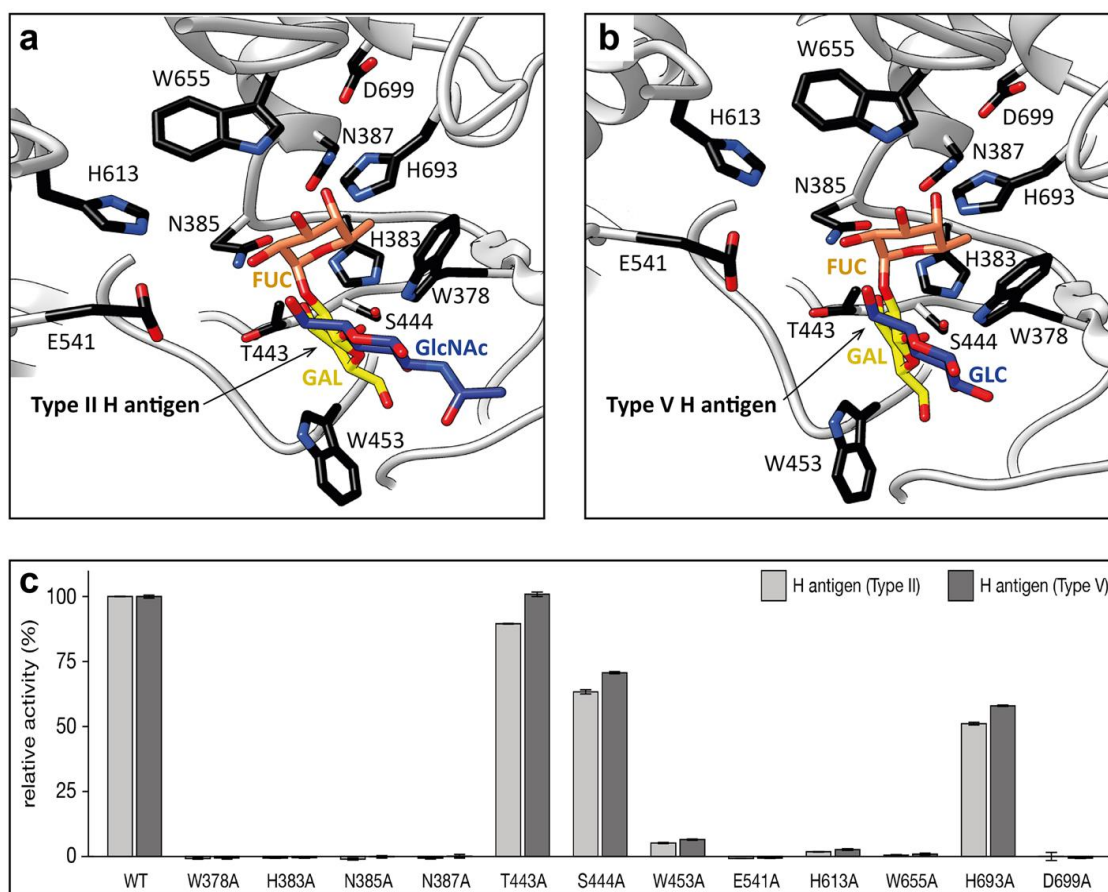 a
W655
D699
N387
H613
H693
N385
H383
FUC
W378
E541
S444
T443
GlcNAc
GAL
Type II H antigen
W453
b
W655
D699
H613
N387
H693
N385
E541
FUC
H383
T443
S444
W378
GAL
GLC
Type V H antigen
W453
c
H antigen (Type II) H antigen (Type V)
relative activity (%)
100
75
50
25
0
WT W378A H383A N385A N387A T443A S444A W453A E541A H613A W655A H693A D699A